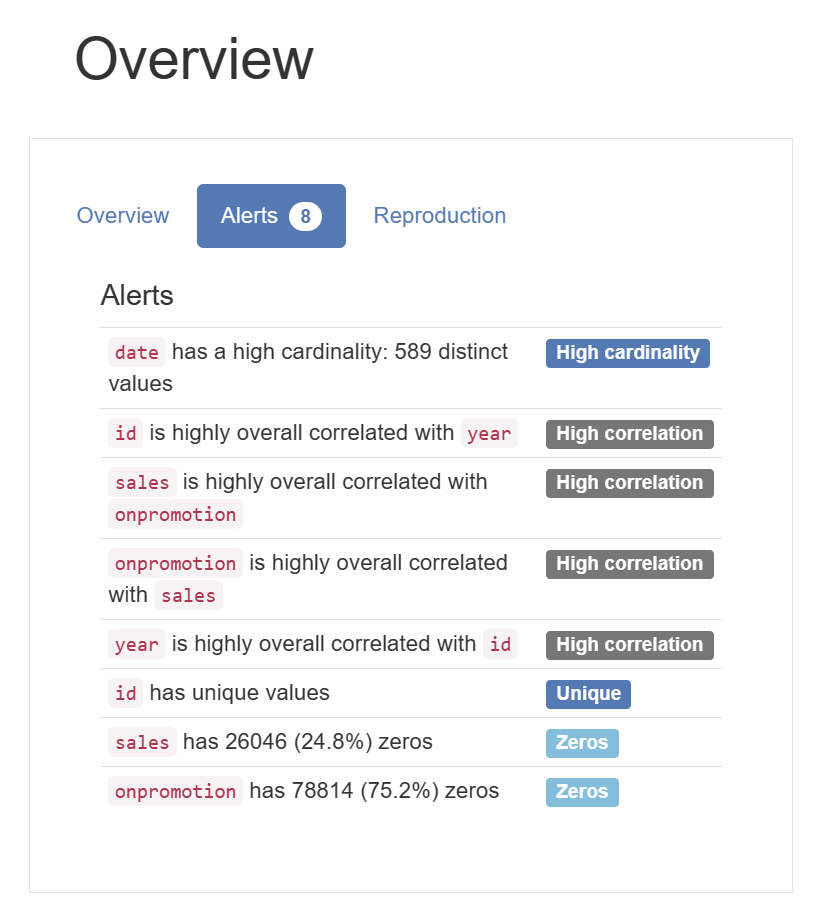 Overview
Overview Alerts 8 Reproduction
Alerts
date has a high cardinality: 589 distinct High cardinality
values
id is highly overall correlated with year High correlation
sales is highly overall correlated with High correlation
onpromotion
onpromotion is highly overall correlated High correlation
with sales
year is highly overall correlated with id High correlation
id has unique values Unique
sales has 26046 (24.8%) zeros Zeros
onpromotion has 78814 (75.2%) zeros Zeros